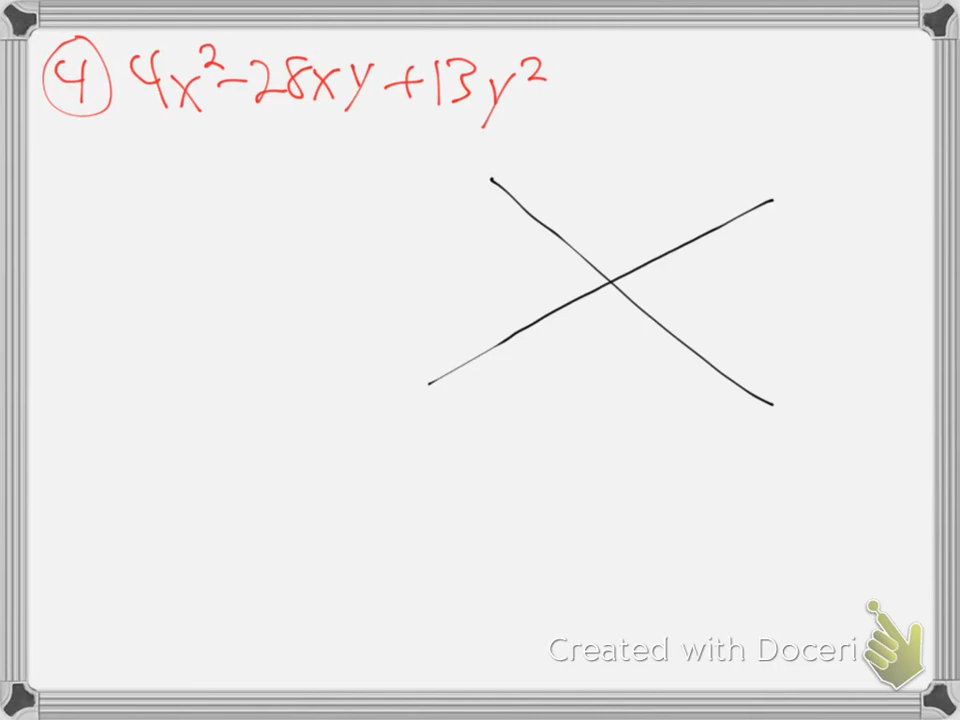 ④ 4x² - 28xy + 13y²
Created with Doceri